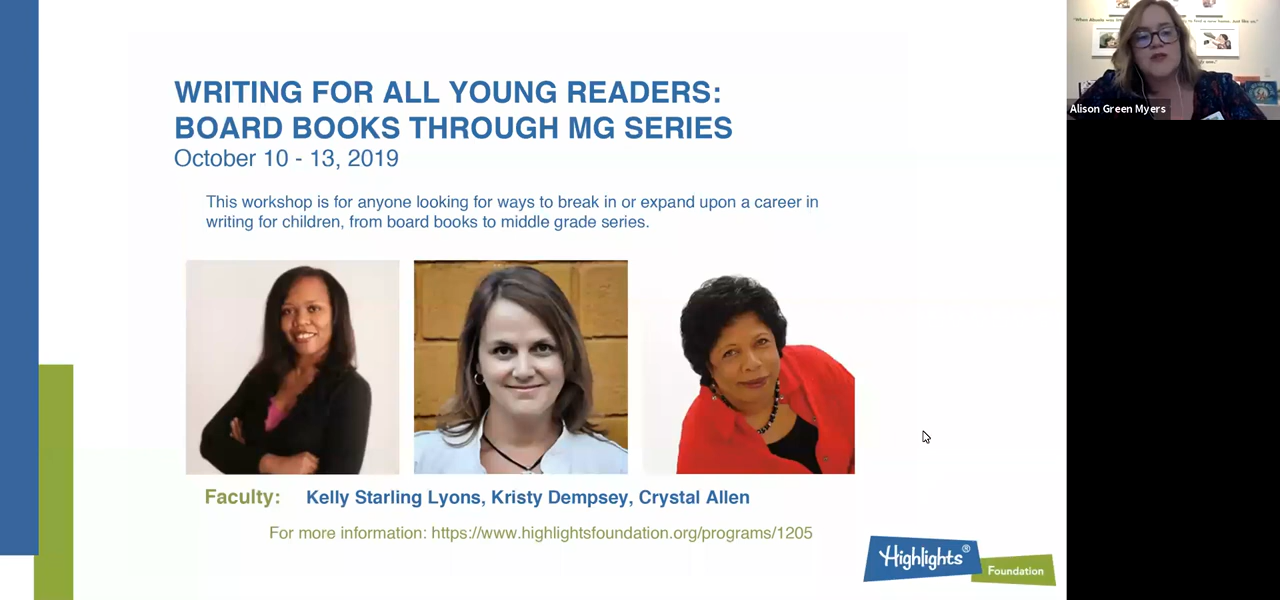 WRITING FOR ALL YOUNG READERS:
BOARD BOOKS THROUGH MG SERIES
October 10 - 13, 2019
This workshop is for anyone looking for ways to break in or expand upon a career in
writing for children, from board books to middle grade series.
Faculty: Kelly Starling Lyons, Kristy Dempsey, Crystal Allen
For more information: https://www.highlightsfoundation.org/programs/1205
Highlights®
Foundation
Alison Green Myers